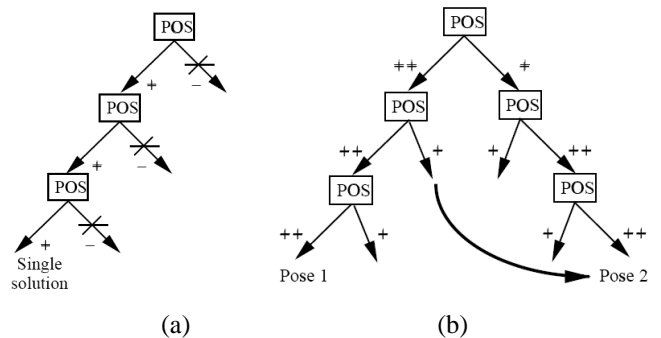 POS
+ –
POS
+ –
POS
+ –
Single
solution
(a)
POS
++ +
POS POS
++ + + ++
POS POS
++ + + ++
Pose 1 Pose 2
(b)